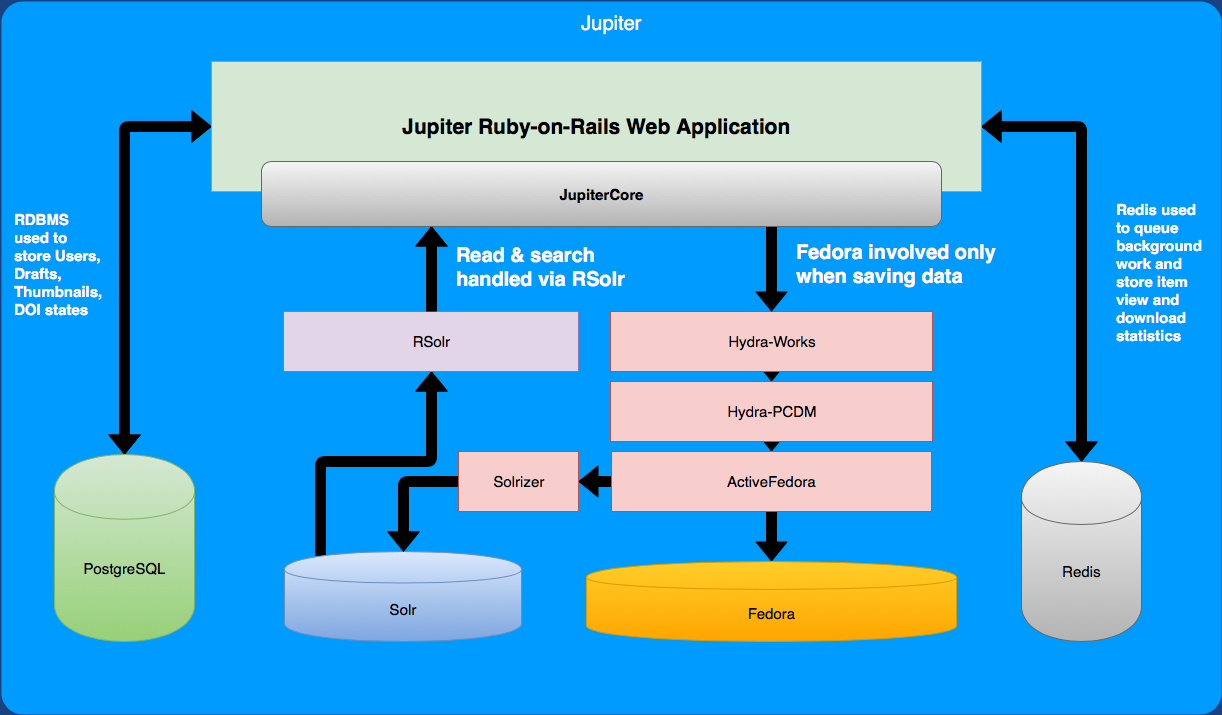 Jupiter
Jupiter Ruby-on-Rails Web Application
JupiterCore
RDBMS
used to
store Users,
Drafts,
Thumbnails,
DOI states
Read & search
handled via RSolr
Fedora involved only
when saving data
Redis used
to queue
background
work and
store item
view and
download
statistics
RSolr
Hydra-Works
Hydra-PCDM
Solrizer
ActiveFedora
PostgreSQL
Solr
Fedora
Redis